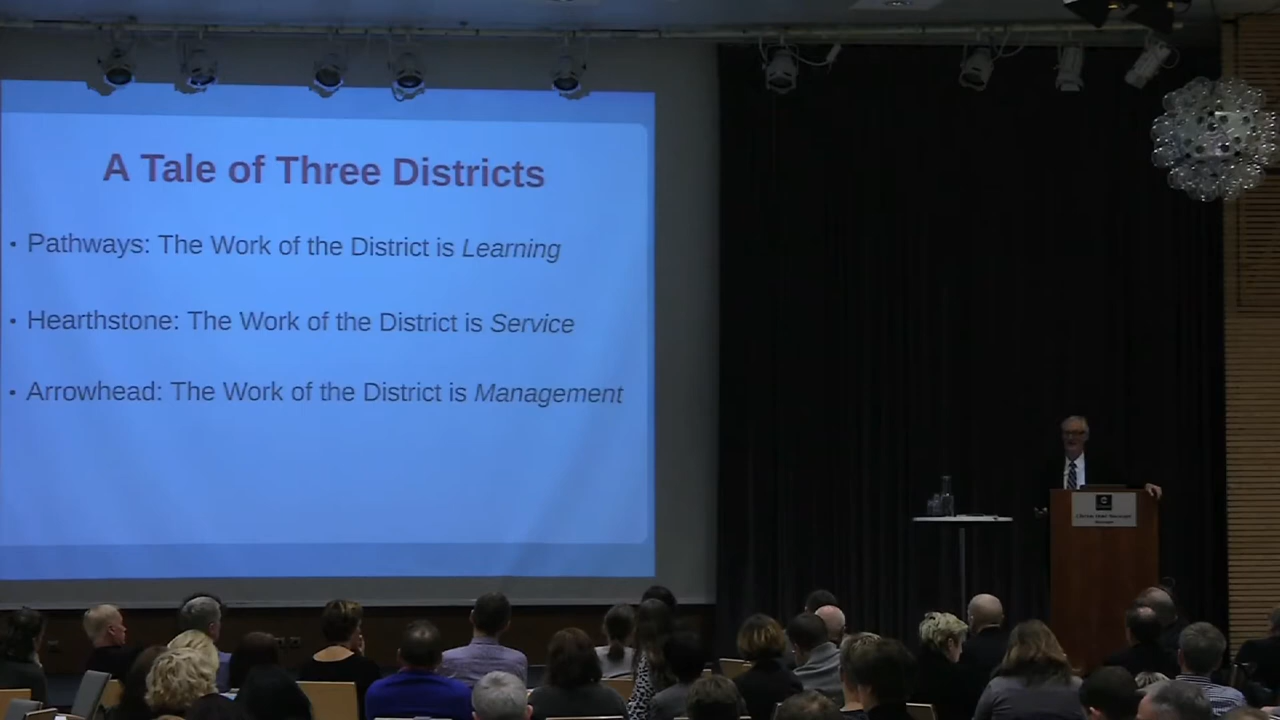 A Tale of Three Districts
• Pathways: The Work of the District is Learning
• Hearthstone: The Work of the District is Service
• Arrowhead: The Work of the District is Management